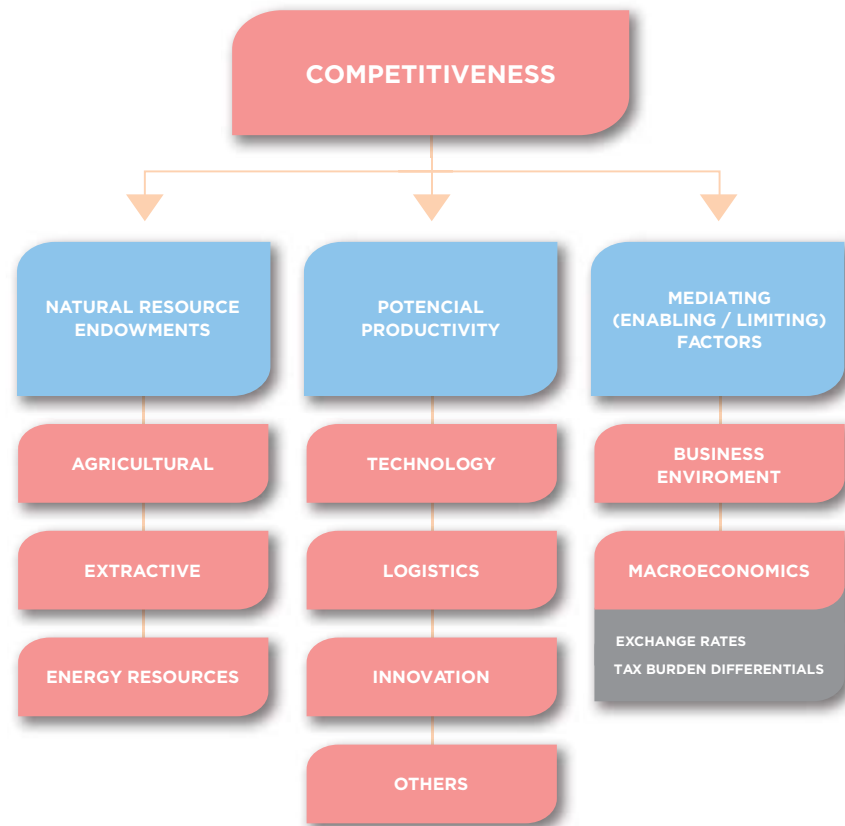 COMPETITIVENESS
NATURAL RESOURCE
ENDOWMENTS
AGRICULTURAL
EXTRACTIVE
ENERGY RESOURCES
POTENCIAL
PRODUCTIVITY
TECHNOLOGY
LOGISTICS
INNOVATION
OTHERS
MEDIATING
(ENABLING / LIMITING)
FACTORS
BUSINESS
ENVIROMENT
MACROECONOMICS
EXCHANGE RATES
TAX BURDEN DIFFERENTIALS